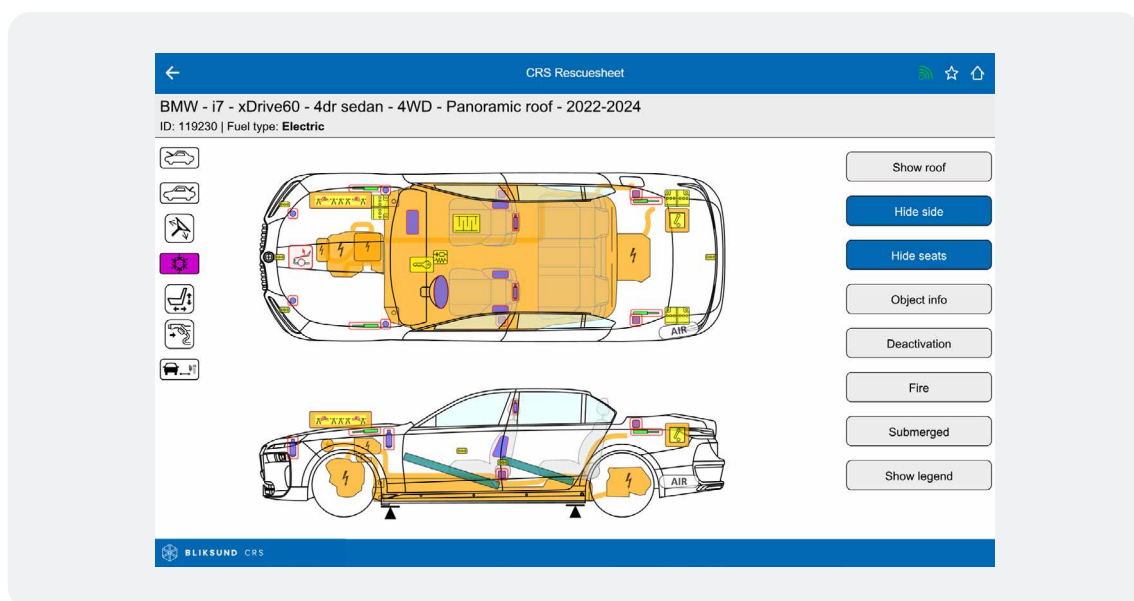 CRS Rescuesheet
BMW - i7 - xDrive60 - 4dr sedan - 4WD - Panoramic roof - 2022-2024
ID: 119230 | Fuel type: Electric
Show roof
Hide side
Hide seats
Object info
Deactivation
Fire
Submerged
Show legend
AIR
AIR
BLIKSUND CRS